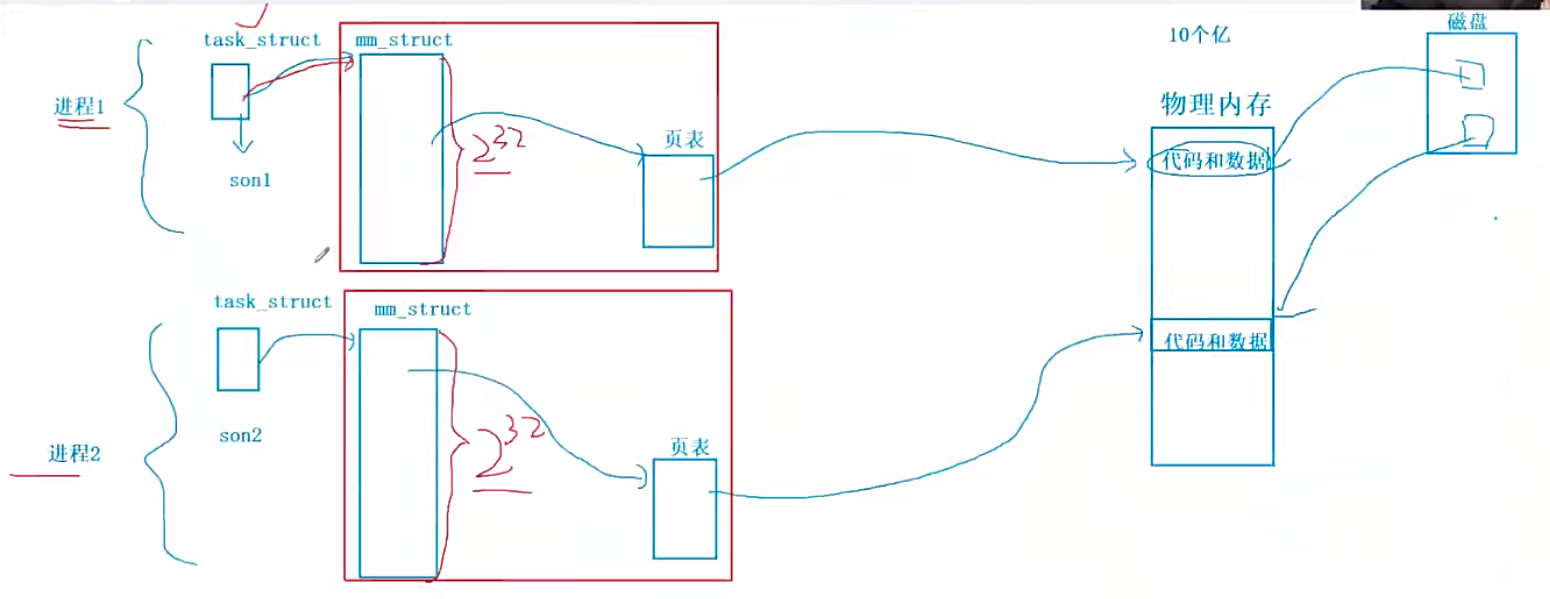 磁盘
10个亿
task_struct
mm_struct
进程1
物理内存
2^32
页表
代码和数据
son1
task_struct
mm_struct
代码和数据
son2
2^32
页表
进程2